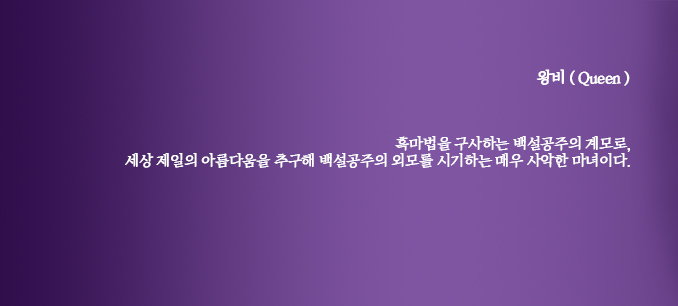 왕비 ( Queen )
흑마법을 구사하는 백설공주의 계모로,
세상 제일의 아름다움을 추구해 백설공주의 외모를 시기하는 매우 사악한 마녀이다.